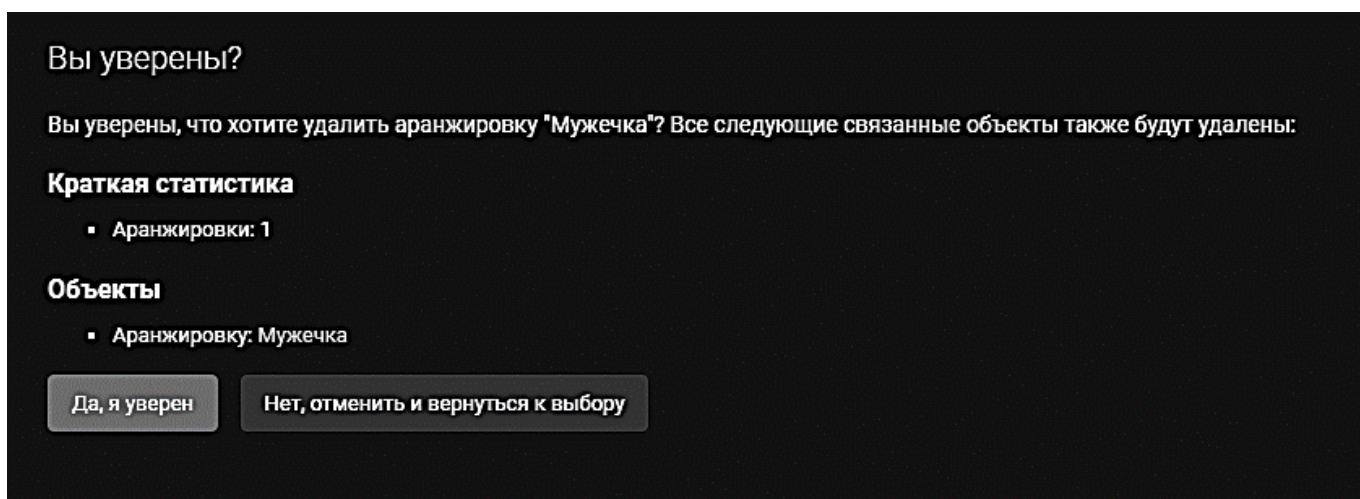 Вы уверены?
Вы уверены, что хотите удалить аранжировку "Мужечка"? Все следующие связанные объекты также будут удалены:
Краткая статистика
▪ Аранжировки: 1
Объекты
▪ Аранжировку: Мужечка
Да, я уверен
Нет, отменить и вернуться к выбору